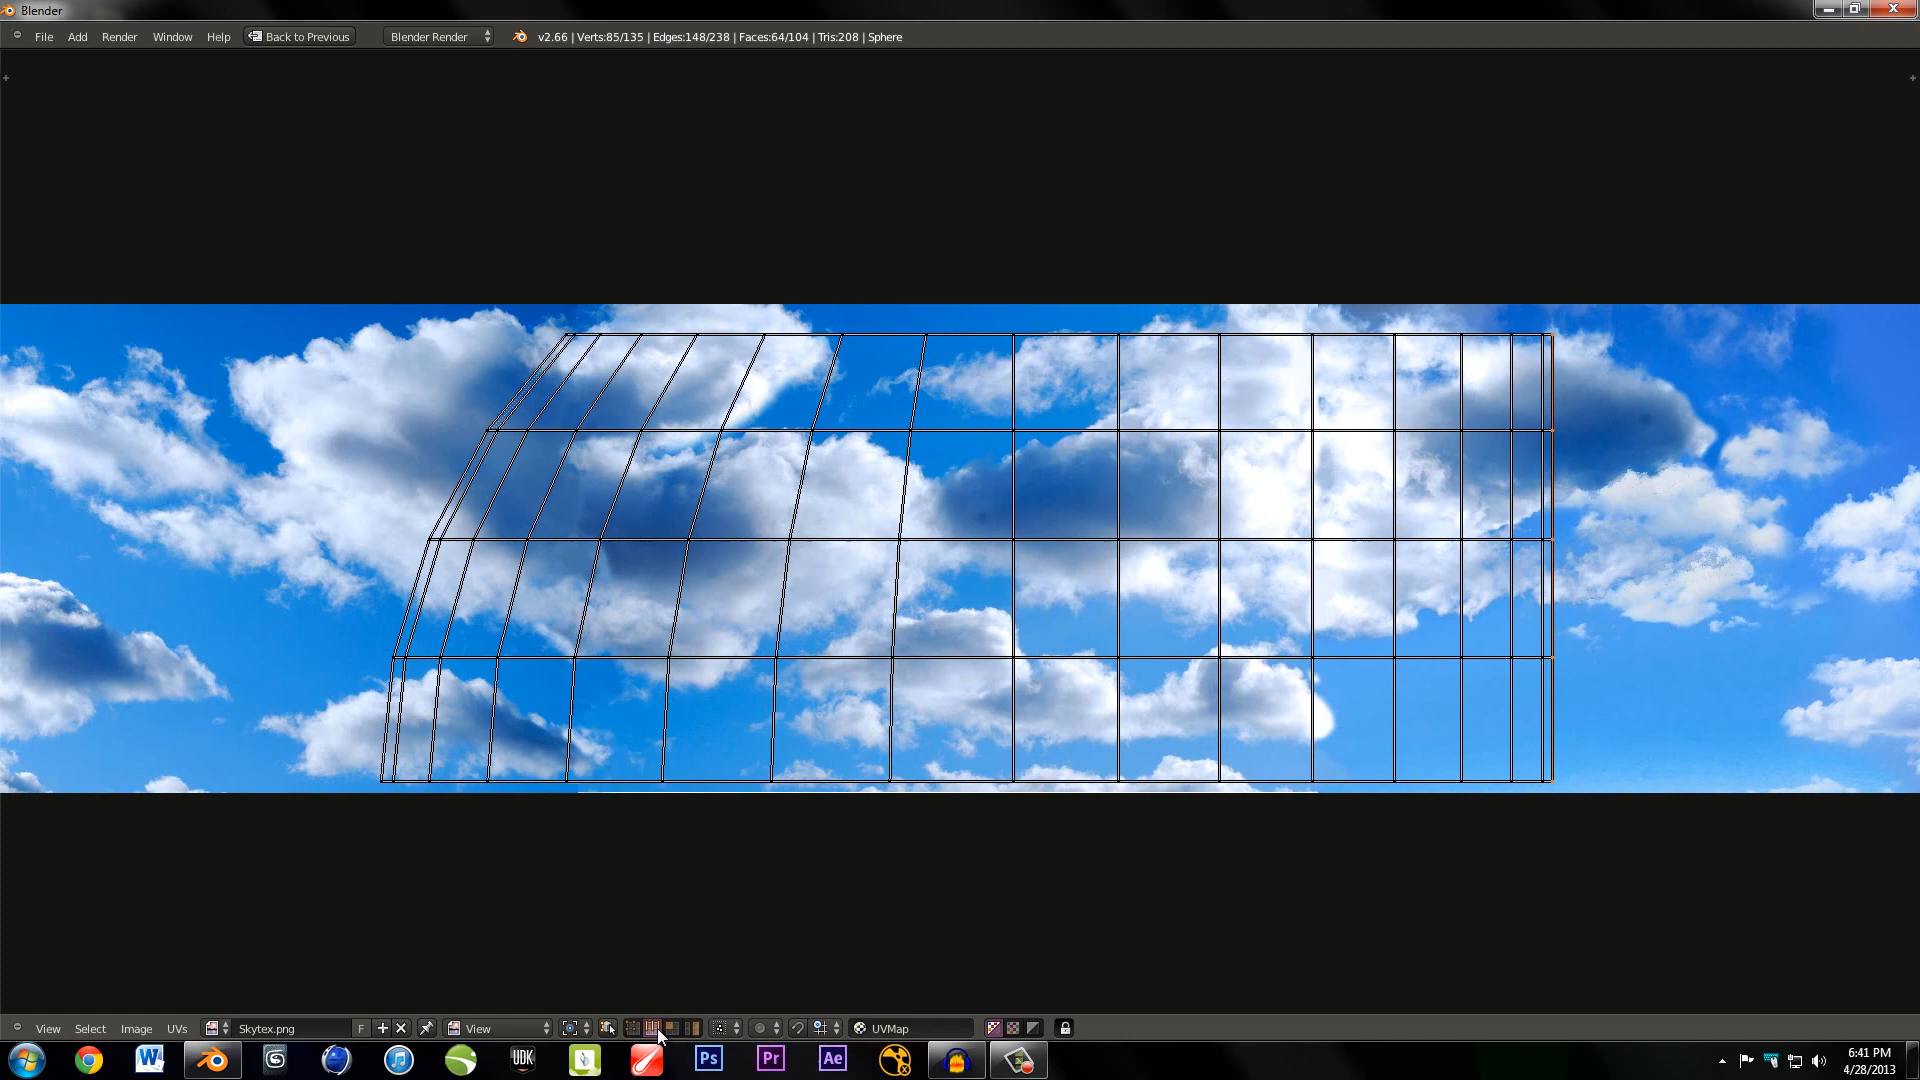 Blender
File Add Render Window Help Back to Previous Blender Render v2.66 | Verts:85/135 | Edges:148/238 | Faces:64/104 | Tris:208 | Sphere
View Select Image UVs Skytex.png F View UVMap
W UDK Ps Pr Ae 6:41 PM
4/28/2013